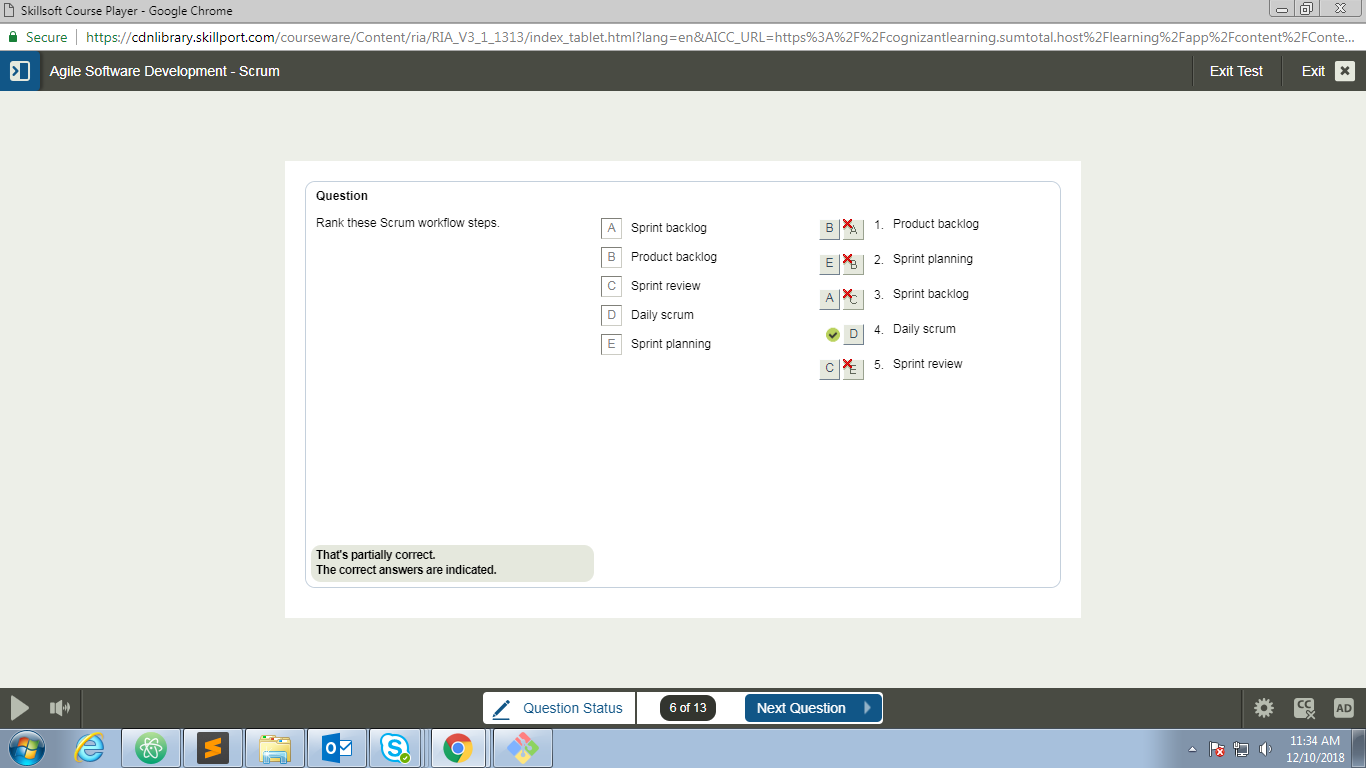 Skillsoft Course Player - Google Chrome
Secure https://cdnlibrary.skillport.com/courseware/Content/ria/RIA_V3_1_1313/index_tablet.html?lang=en&AICC_URL=https%3A%2F%2Fcognizantlearning.sumtotal.host%2Flearning%2Fapp%2Fcontent%2FConte...
Agile Software Development - Scrum Exit Test Exit
Question
Rank these Scrum workflow steps.
A Sprint backlog
B Product backlog
C Sprint review
D Daily scrum
E Sprint planning
B A 1. Product backlog
E B 2. Sprint planning
A C 3. Sprint backlog
D 4. Daily scrum
C E 5. Sprint review
That's partially correct.
The correct answers are indicated.
Question Status 6 of 13 Next Question CC AD
11:34 AM
12/10/2018